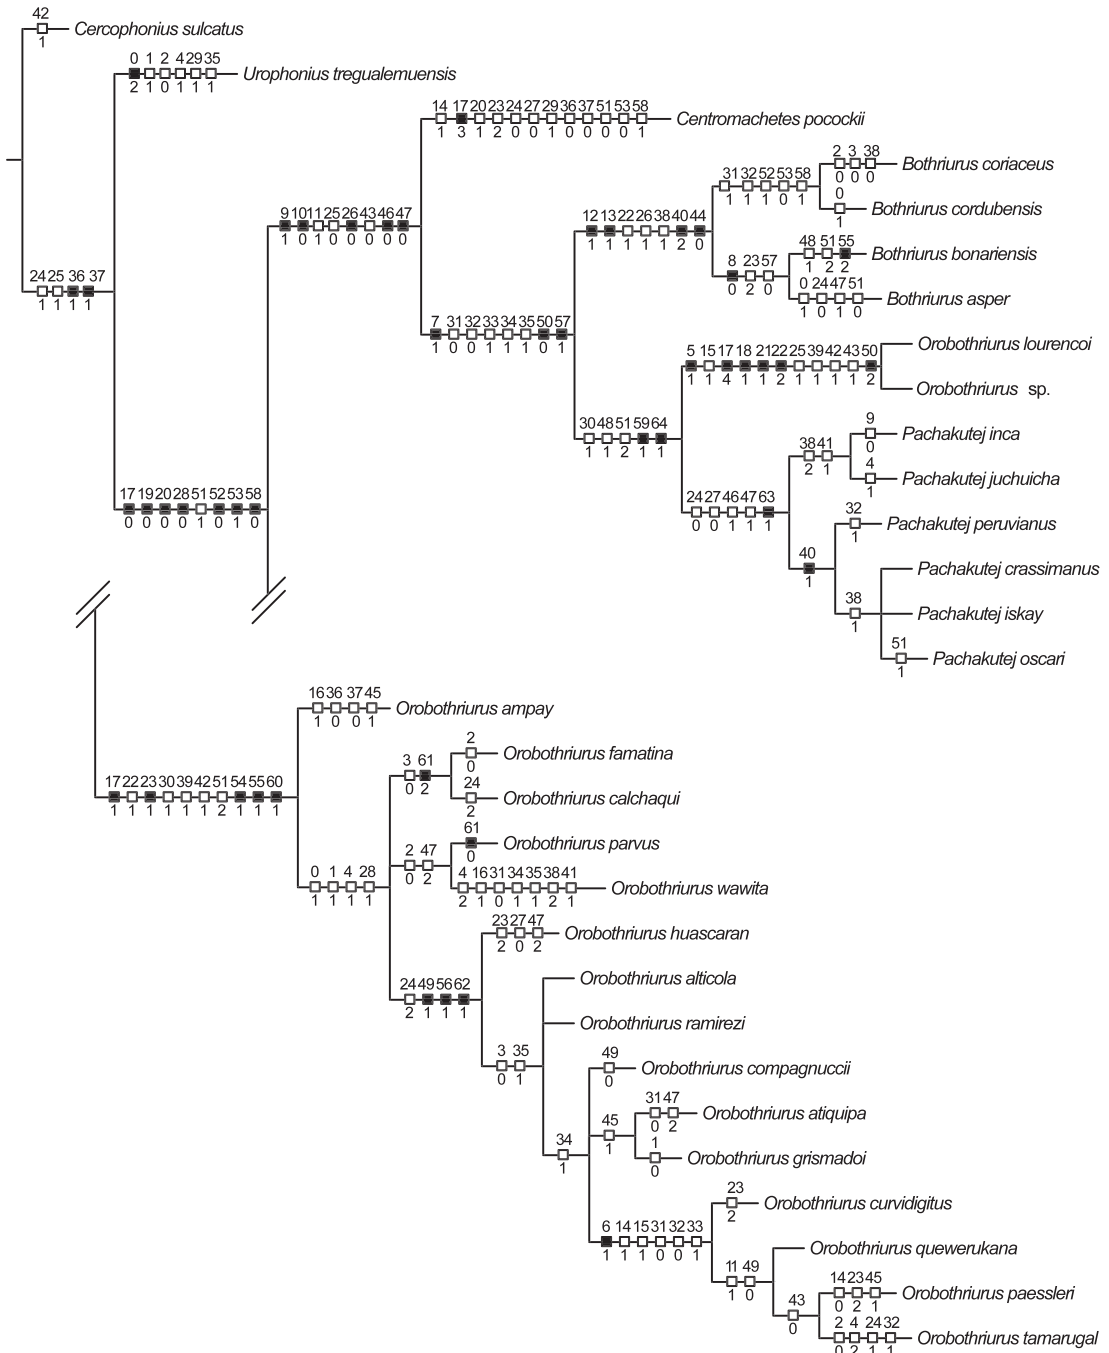 42
1
Cercophonius sulcatus
0 1 2 4 29 35
2 1 0 1 1 1
Urophonius tregualemuensis
14 17 20 23 24 27 29 36 37 51 53 58
1 3 1 2 0 0 1 0 0 0 0 1
Centromachetes pocockii
2 3 38
0 0 0
Bothriurus coriaceus
31 32 52 53 58
1 1 1 0 1
0
1
Bothriurus cordubensis
9 10 11 25 26 43 46 47
1 0 1 0 0 0 0 0
12 13 22 26 38 40 44
1 1 1 1 1 2 0
48 51 55
1 2 2
Bothriurus bonariensis
8 23 57
0 2 0
24 25 36 37
1 1 1 1
0 24 47 51
1 0 1 0
Bothriurus asper
7 31 32 33 34 35 50 57
1 0 0 1 1 1 0 1
Orobothriurus lourencoi
5 15 17 18 21 22 25 39 42 43 50
1 1 4 1 1 2 1 1 1 1 2
Orobothriurus sp.
30 48 51 59 64
1 1 2 1 1
9
0
Pachakutej inca
38 41
2 1
4
1
Pachakutej juchuicha
17 19 20 28 51 52 53 58
0 0 0 0 1 0 1 0
24 27 46 47 63
0 0 1 1 1
32
1
Pachakutej peruvianus
40
1
Pachakutej crassimanus
38
1
Pachakutej iskay
51
1
Pachakutej oscari
16 36 37 45
1 0 0 1
Orobothriurus ampay
2
0
Orobothriurus famatina
3 61
0 2
17 22 23 30 39 42 51 54 55 60
1 1 1 1 1 1 2 1 1 1
24
2
Orobothriurus calchaqui
61
0
Orobothriurus parvus
2 47
0 2
0 1 4 28
1 1 1 1
4 16 31 34 35 38 41
2 1 0 1 1 2 1
Orobothriurus wawita
23 27 47
2 0 2
Orobothriurus huascaran
24 49 56 62
2 1 1 1
Orobothriurus alticola
Orobothriurus ramirezi
3 35
0 1
49
0
Orobothriurus compagnuccii
31 47
0 2
Orobothriurus atiquipa
45
1
34
1
1
0
Orobothriurus grismadoi
23
2
Orobothriurus curvidigitus
6 14 15 31 32 33
1 1 1 0 0 1
Orobothriurus quewerukana
11 49
1 0
14 23 45
0 2 1
Orobothriurus paessleri
43
0
2 4 24 32
0 2 1 1
Orobothriurus tamarugal